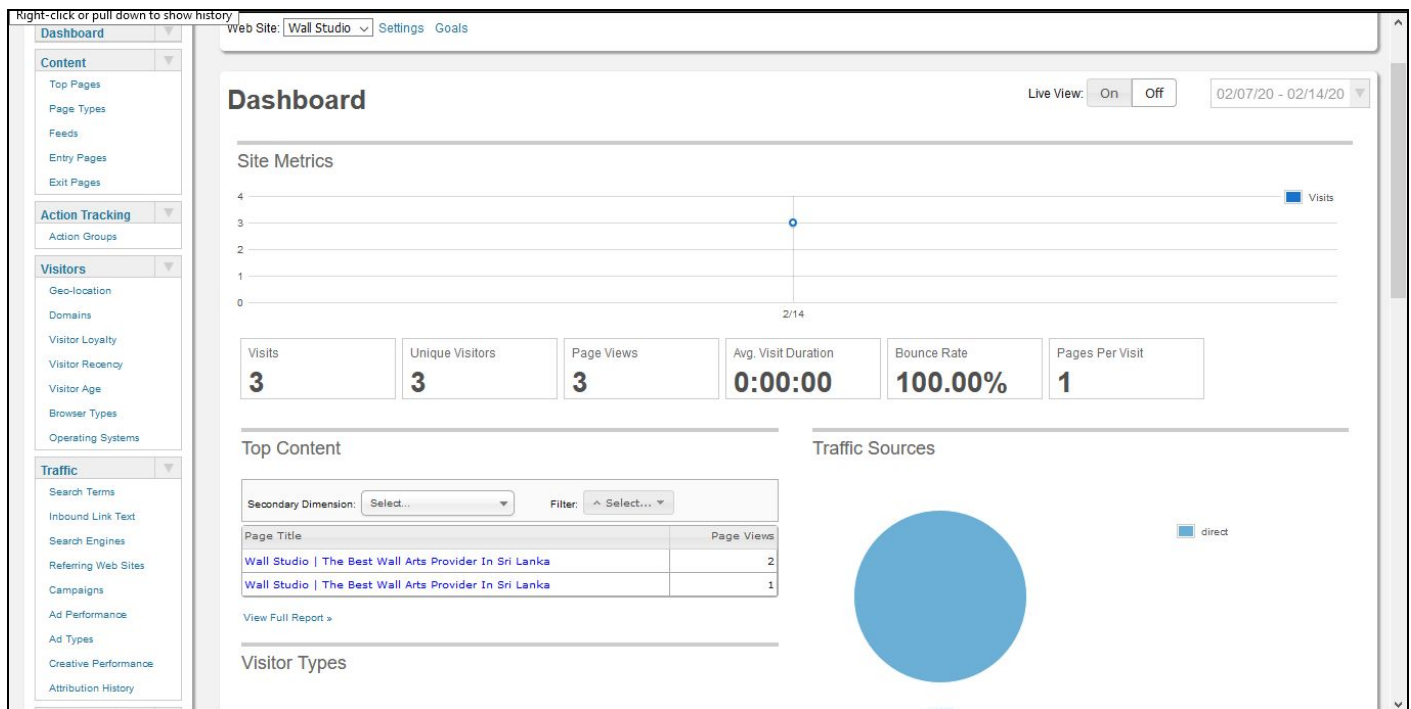 Right-click or pull down to show history
Dashboard
Content
Top Pages
Page Types
Feeds
Entry Pages
Exit Pages
Action Tracking
Action Groups
Visitors
Geo-location
Domains
Visitor Loyalty
Visitor Recency
Visitor Age
Browser Types
Operating Systems
Traffic
Search Terms
Inbound Link Text
Search Engines
Referring Web Sites
Campaigns
Ad Performance
Ad Types
Creative Performance
Attribution History
Web Site: Wall Studio Settings Goals
Dashboard
Live View: On Off 02/07/20 - 02/14/20
Site Metrics
4
3
2
1
0
Visits
2/14
Visits
3
Unique Visitors
3
Page Views
3
Avg. Visit Duration
0:00:00
Bounce Rate
100.00%
Pages Per Visit
1
Top Content
Secondary Dimension: Select... Filter: ^ Select...
Page Title Page Views
Wall Studio | The Best Wall Arts Provider In Sri Lanka 2
Wall Studio | The Best Wall Arts Provider In Sri Lanka 1
View Full Report »
Visitor Types
Traffic Sources
direct